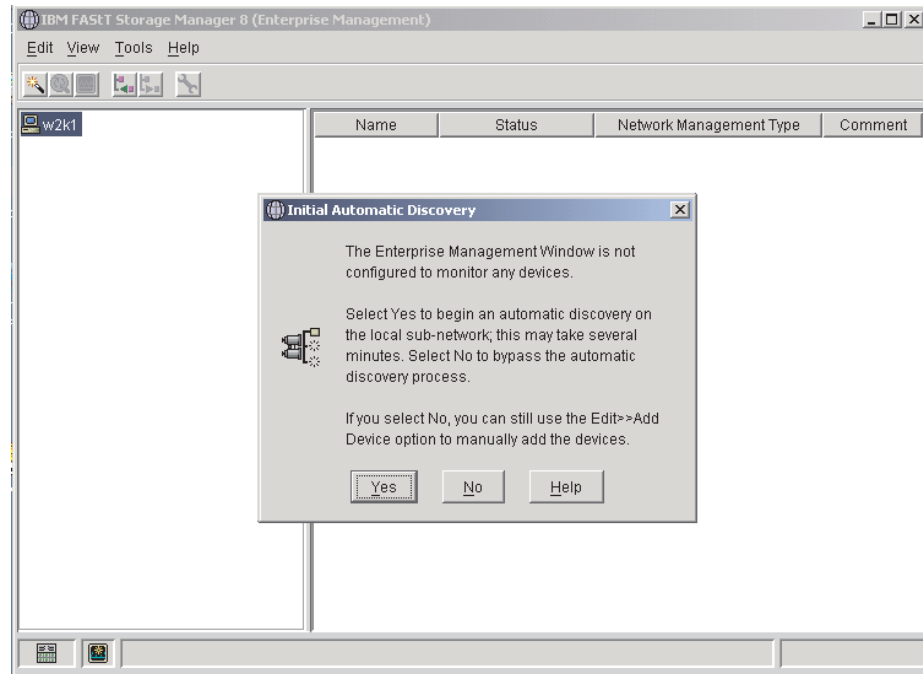 IBM FAStT Storage Manager 8 (Enterprise Management)
Edit View Tools Help
w2k1
Name Status Network Management Type Comment
Initial Automatic Discovery
The Enterprise Management Window is not
configured to monitor any devices.
Select Yes to begin an automatic discovery on
the local sub-network; this may take several
minutes. Select No to bypass the automatic
discovery process.
If you select No, you can still use the Edit>>Add
Device option to manually add the devices.
Yes No Help